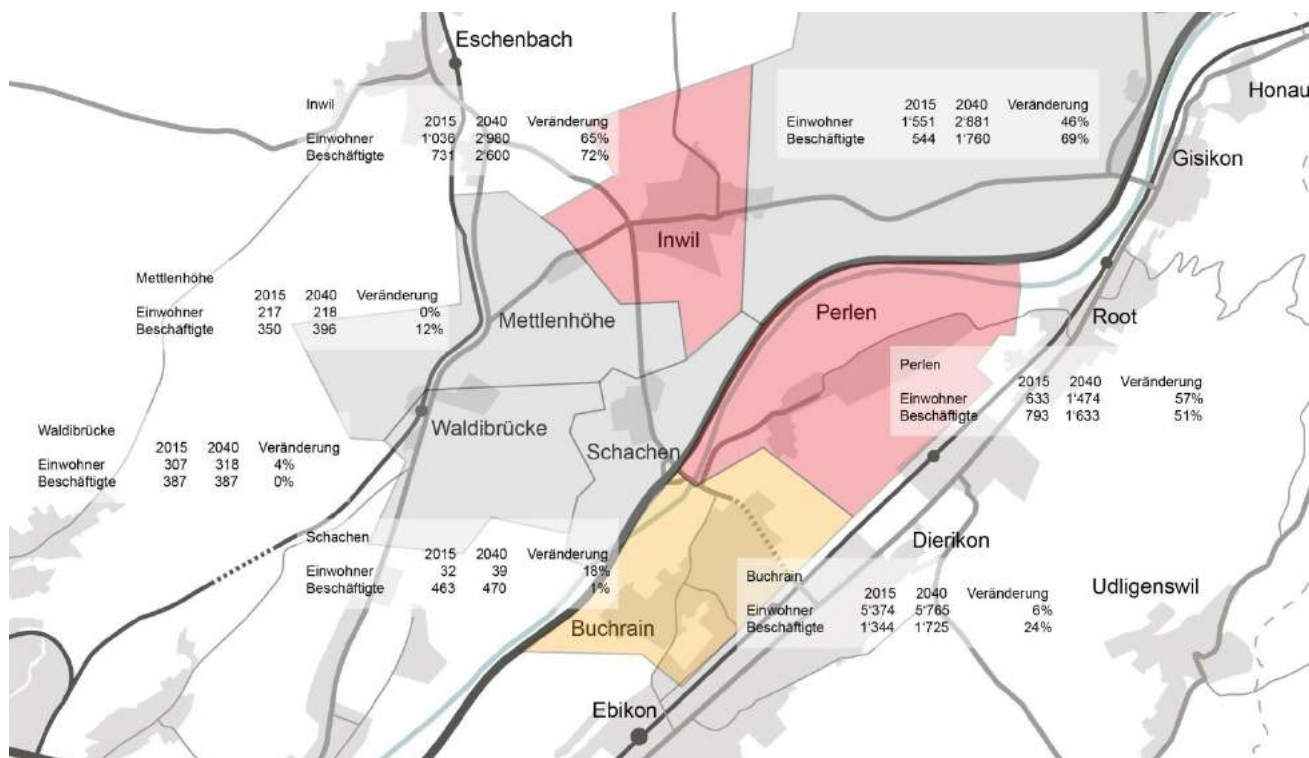 Eschenbach
Honau
Inwil
2015 2040 Veränderung
Einwohner 1'036 2'980 65%
Beschäftigte 731 2'600 72%
2015 2040 Veränderung
Einwohner 1'551 2'881 46%
Beschäftigte 544 1'760 69%
Gisikon
Inwil
Mettlenhöhe
2015 2040 Veränderung
Einwohner 217 218 0%
Beschäftigte 350 396 12%
Mettlenhöhe
Perlen
Root
Perlen
2015 2040 Veränderung
Einwohner 633 1'474 57%
Beschäftigte 793 1'633 51%
Waldibrücke
2015 2040 Veränderung
Einwohner 307 318 4%
Beschäftigte 387 387 0%
Waldibrücke
Schachen
Schachen
2015 2040 Veränderung
Einwohner 32 39 18%
Beschäftigte 463 470 1%
Dierikon
Buchrain
2015 2040 Veränderung
Einwohner 5'374 5'765 6%
Beschäftigte 1'344 1'725 24%
Udligenswil
Buchrain
Ebikon